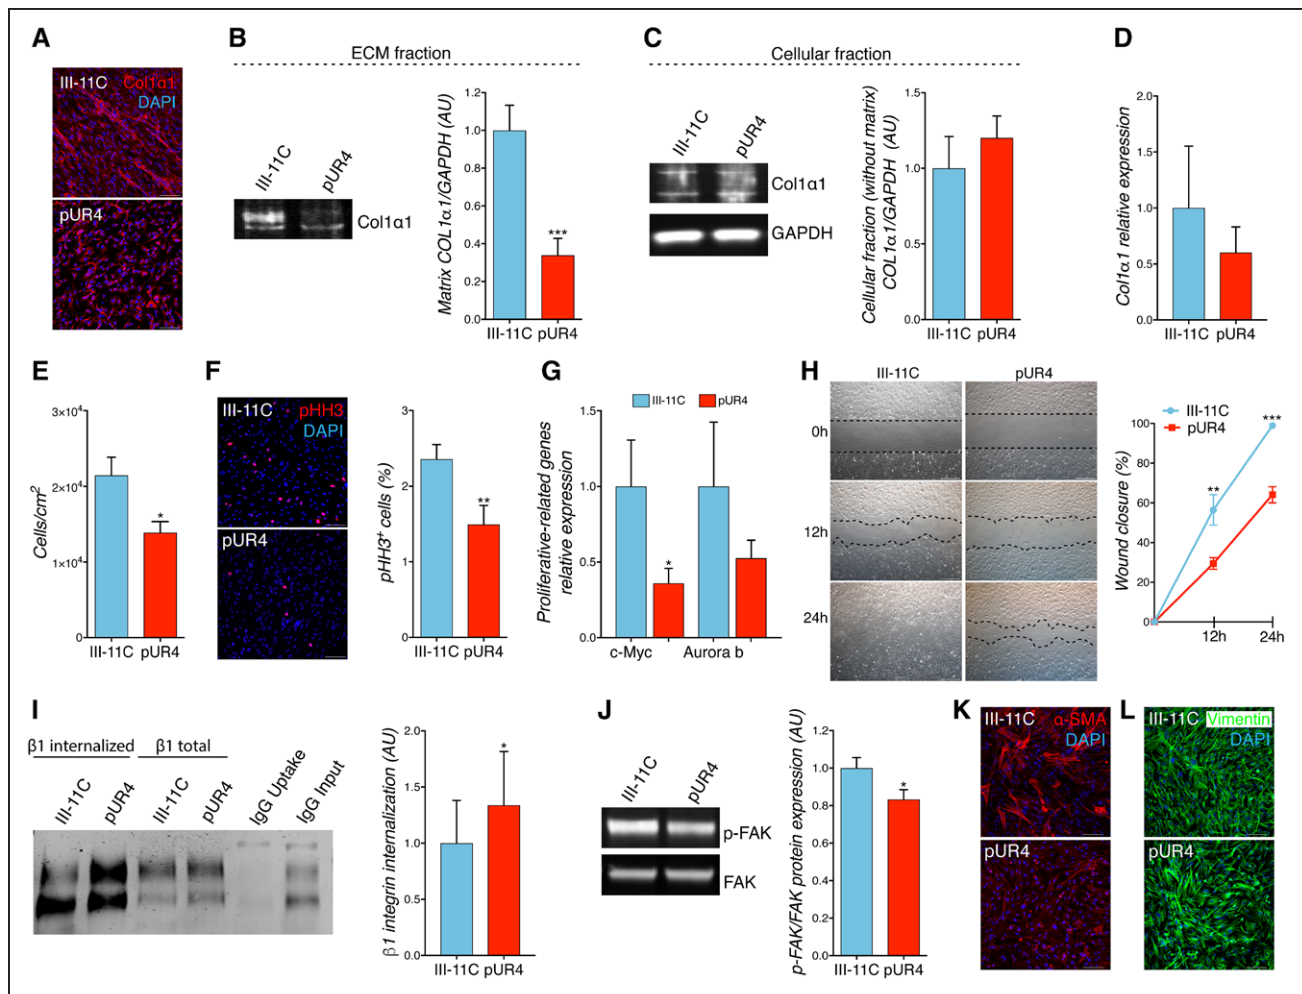 A
III-11C Col1α1
DAPI
pUR4
B
ECM fraction
III-11C
pUR4
Col1α1
Matrix COL1α1/GAPDH (AU)
1.2
1.0
0.8
0.6
0.4
0.2
0.0
***
III-11C pUR4
C
Cellular fraction
III-11C
pUR4
Col1α1
GAPDH
Cellular fraction (without matrix)
COL1α1/GAPDH (AU)
1.5
1.0
0.5
0.0
III-11C pUR4
D
Col1α1 relative expression
2.0
1.5
1.0
0.5
0.0
III-11C pUR4
E
Cells/cm²
3×10⁴
2×10⁴
1×10⁴
0
*
III-11C pUR4
F
III-11C pHH3
DAPI
pUR4
pHH3⁺ cells (%)
3
2
1
0
**
III-11C pUR4
G
III-11C pUR4
Proliferative-related genes
relative expression
1.5
1.0
0.5
0.0
*
c-Myc Aurora b
H
III-11C pUR4
0h
12h
24h
III-11C
pUR4
Wound closure (%)
100
80
60
40
20
0
**
***
12h 24h
I
β1 internalized β1 total
III-11C
pUR4
III-11C
pUR4
IgG Uptake
IgG Input
β1 integrin internalization (AU)
2.0
1.5
1.0
0.5
0.0
*
III-11C pUR4
J
III-11C
pUR4
p-FAK
FAK
p-FAK/FAK protein expression (AU)
1.2
1.0
0.8
0.6
0.4
0.2
0.0
*
III-11C pUR4
K
III-11C α-SMA
DAPI
pUR4
L
III-11C Vimentin
DAPI
pUR4